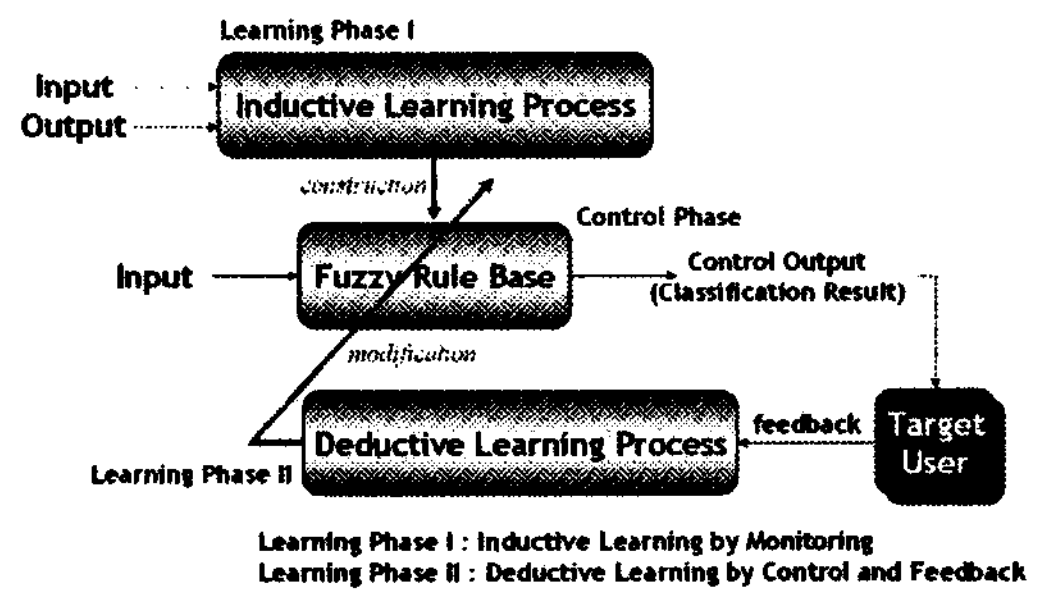 Learning Phase I
Input
Output
Inductive Learning Process
construction
Control Phase
Input
Fuzzy Rule Base
Control Output
(Classification Result)
modification
Deductive Learning Process
feedback
Target
User
Learning Phase II
Learning Phase I : Inductive Learning by Monitoring
Learning Phase II : Deductive Learning by Control and Feedback